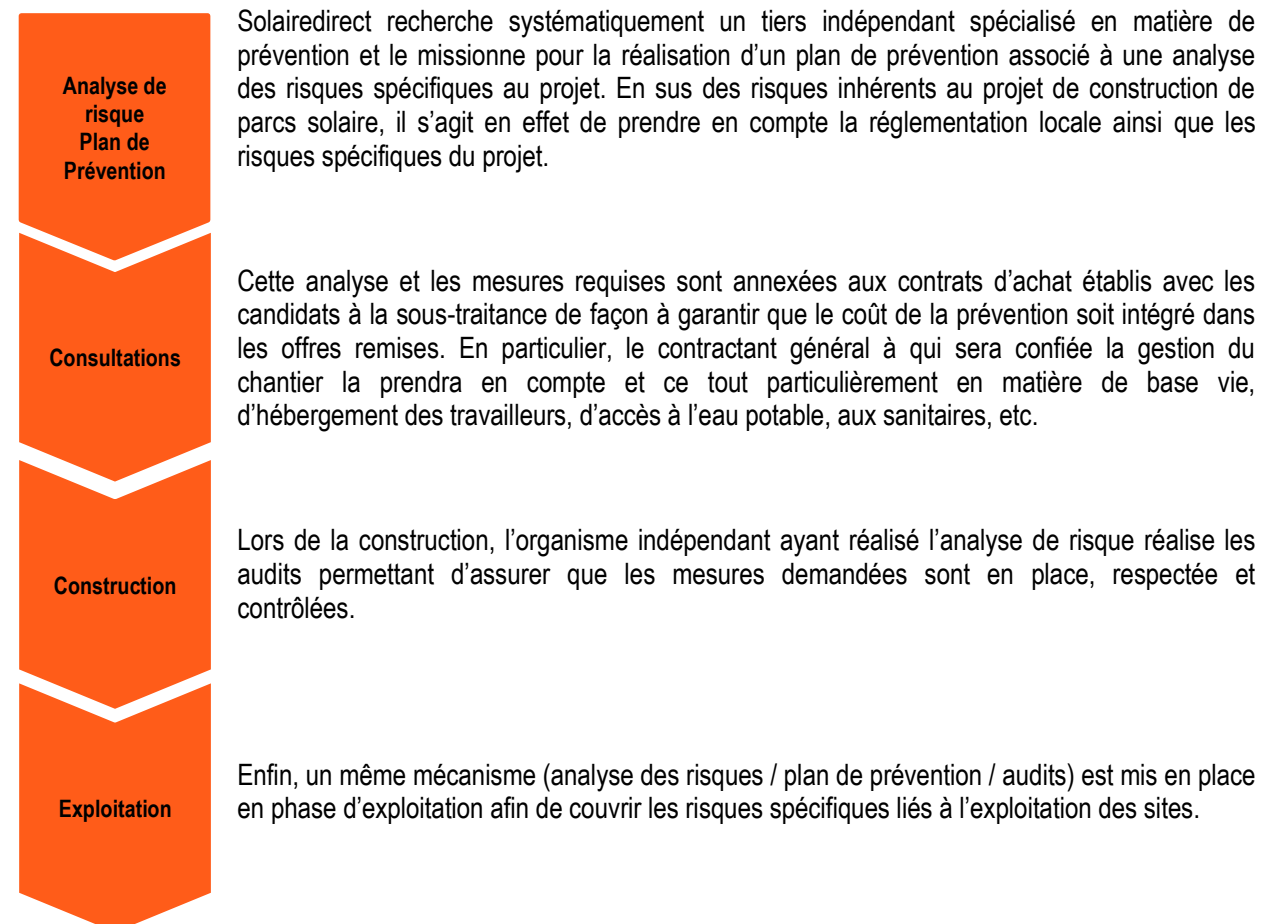 Analyse de
risque
Plan de
Prévention
Solairedirect recherche systématiquement un tiers indépendant spécialisé en matière de
prévention et le missionne pour la réalisation d’un plan de prévention associé à une analyse
des risques spécifiques au projet. En sus des risques inhérents au projet de construction de
parcs solaire, il s’agit en effet de prendre en compte la réglementation locale ainsi que les
risques spécifiques du projet.
Consultations
Cette analyse et les mesures requises sont annexées aux contrats d’achat établis avec les
candidats à la sous-traitance de façon à garantir que le coût de la prévention soit intégré dans
les offres remises. En particulier, le contractant général à qui sera confiée la gestion du
chantier la prendra en compte et ce tout particulièrement en matière de base vie,
d’hébergement des travailleurs, d’accès à l’eau potable, aux sanitaires, etc.
Construction
Lors de la construction, l’organisme indépendant ayant réalisé l’analyse de risque réalise les
audits permettant d’assurer que les mesures demandées sont en place, respectée et
contrôlées.
Exploitation
Enfin, un même mécanisme (analyse des risques / plan de prévention / audits) est mis en place
en phase d’exploitation afin de couvrir les risques spécifiques liés à l’exploitation des sites.